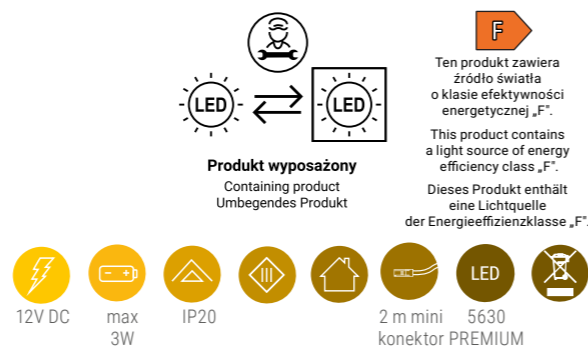 F
LED
LED
Produkt wyposażony
Containing product
Umbegendes Produkt
Ten produkt zawiera
źródło światła
o klasie efektywności
energetycznej „F".
This product contains
a light source of energy
efficiency class „F".
Dieses Produkt enthält
eine Lichtquelle
der Energieeffizienzklasse „F".
III
LED
12V DC
max
3W
IP20
2 m mini
konektor
5630
PREMIUM